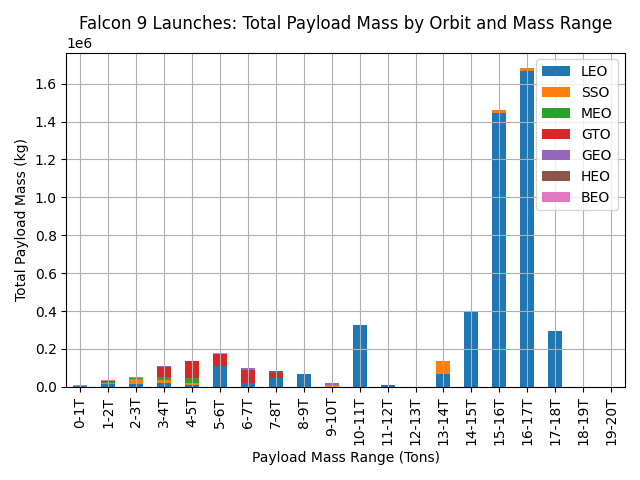 Falcon 9 Launches: Total Payload Mass by Orbit and Mass Range
1e6
Total Payload Mass (kg)
1.6
1.4
1.2
1.0
0.8
0.6
0.4
0.2
0.0
LEO
SSO
MEO
GTO
GEO
HEO
BEO
0-1T
1-2T
2-3T
3-4T
4-5T
5-6T
6-7T
7-8T
8-9T
9-10T
10-11T
11-12T
12-13T
13-14T
14-15T
15-16T
16-17T
17-18T
18-19T
19-20T
Payload Mass Range (Tons)